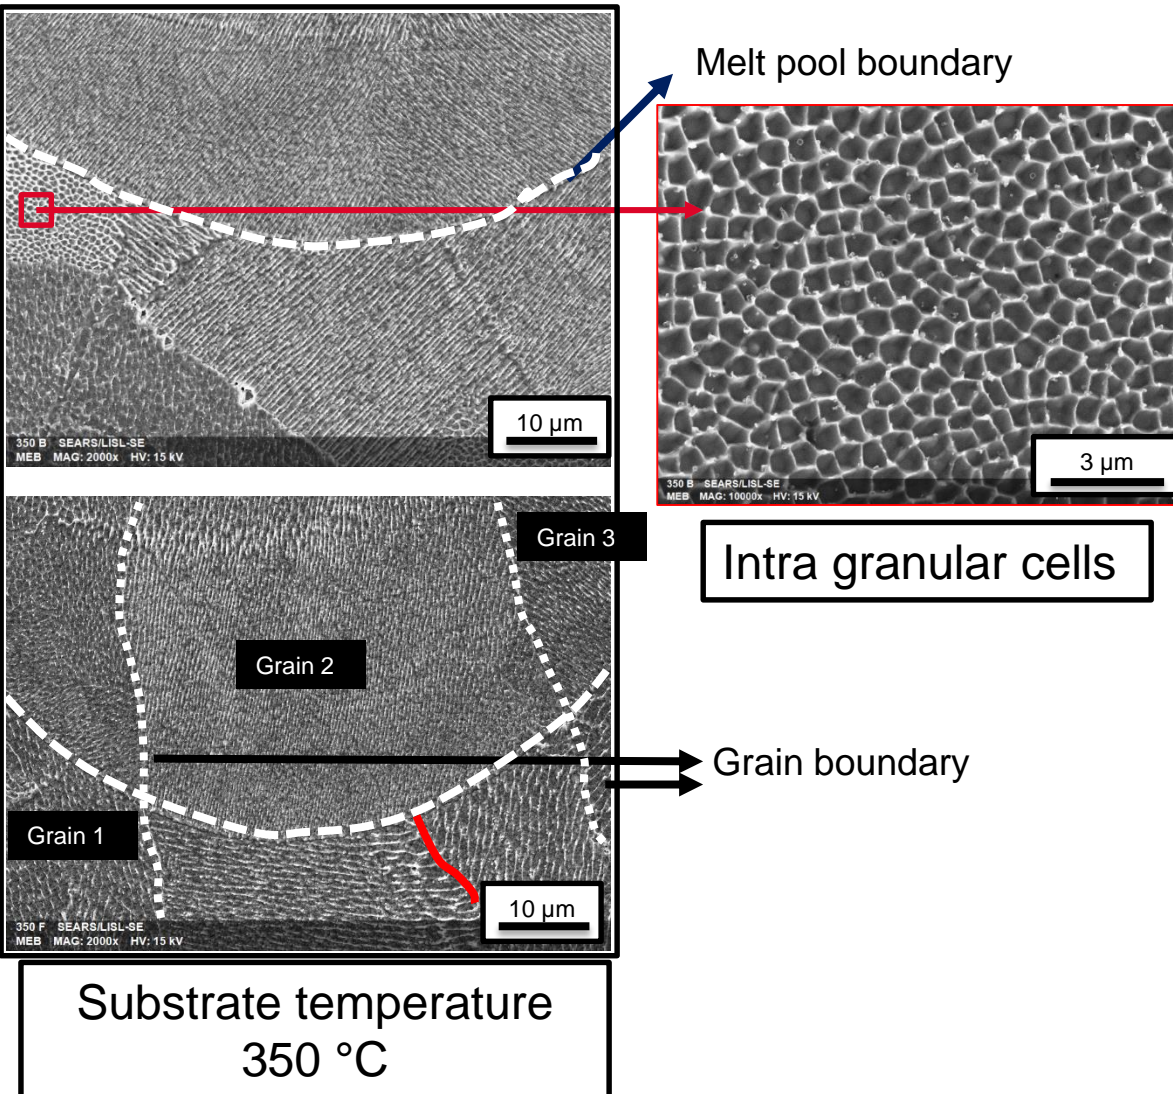 Melt pool boundary
10 µm
350 B SEARS/LISL-SE
MEB MAG: 2000x HV: 15 kV
3 µm
350 B SEARS/LISL-SE
MEB MAG: 10000x HV: 15 kV
Intra granular cells
Grain 3
Grain 2
Grain boundary
Grain 1
10 µm
350 F SEARS/LISL-SE
MEB MAG: 2000x HV: 15 kV
Substrate temperature
350 °C